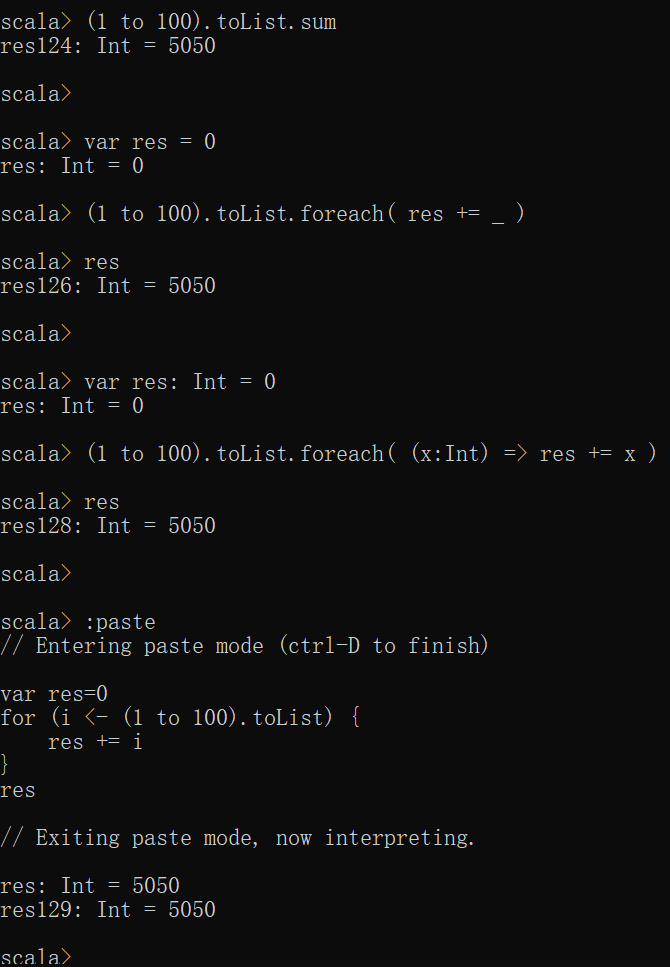 scala> (1 to 100).toList.sum
res124: Int = 5050
scala>
scala> var res = 0
res: Int = 0
scala> (1 to 100).toList.foreach( res += _ )
scala> res
res126: Int = 5050
scala>
scala> var res: Int = 0
res: Int = 0
scala> (1 to 100).toList.foreach( (x:Int) => res += x )
scala> res
res128: Int = 5050
scala>
scala> :paste
// Entering paste mode (ctrl-D to finish)
var res=0
for (i <- (1 to 100).toList) {
    res += i
}
res
// Exiting paste mode, now interpreting.
res: Int = 5050
res129: Int = 5050
scala>